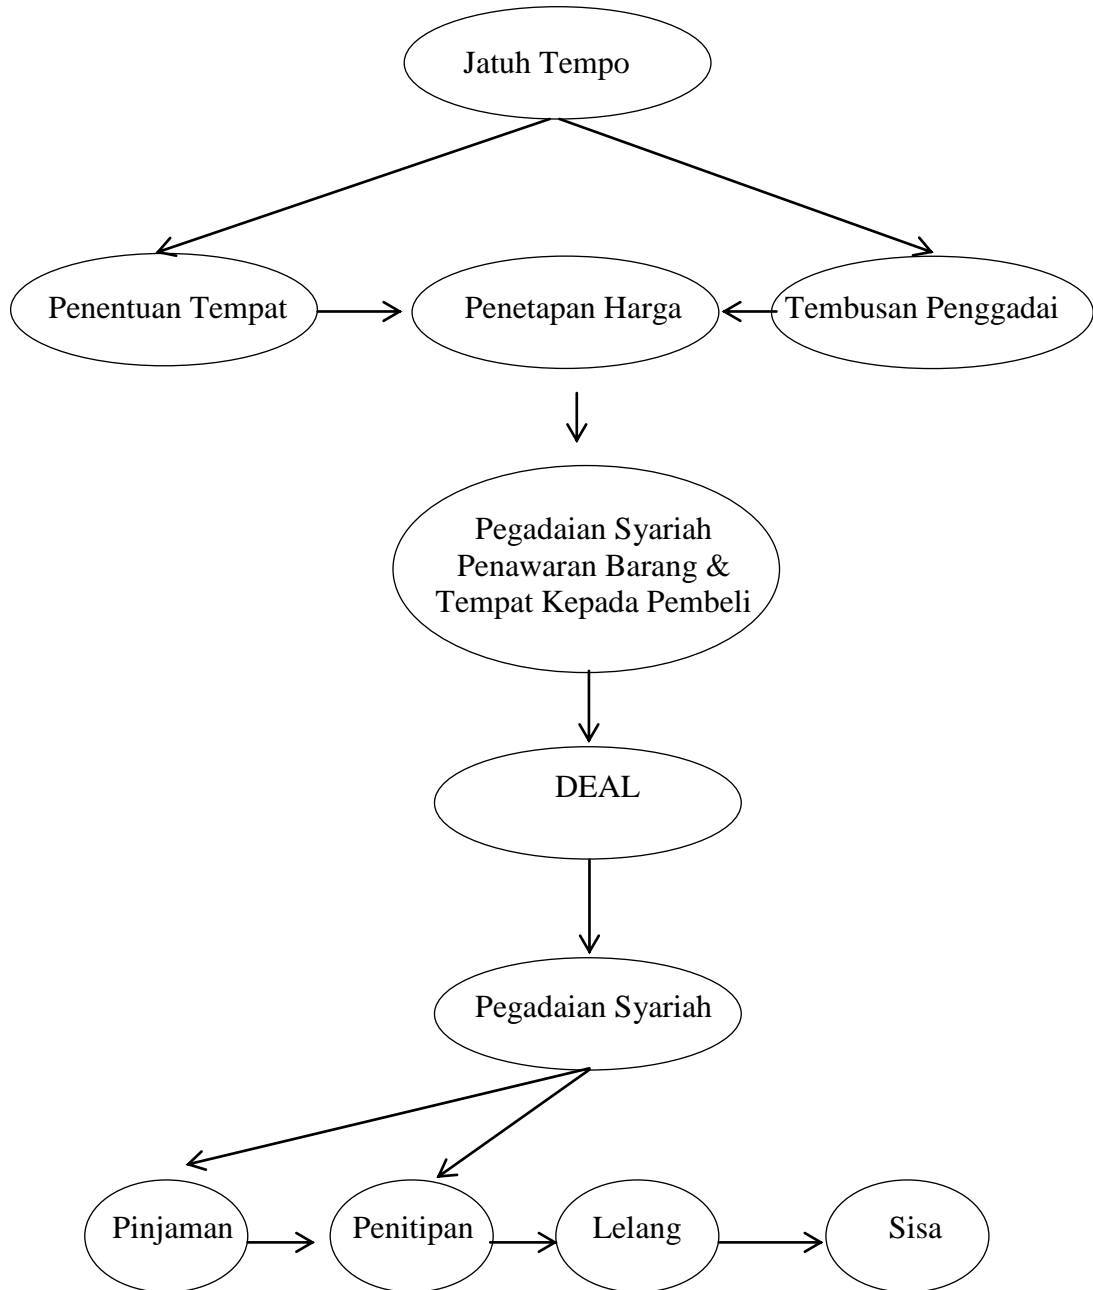 Jatuh Tempo
Penentuan Tempat
Penetapan Harga
Tembusan Penggadai
Pegadaian Syariah
Penawaran Barang &
Tempat Kepada Pembeli
DEAL
Pegadaian Syariah
Pinjaman
Penitipan
Lelang
Sisa